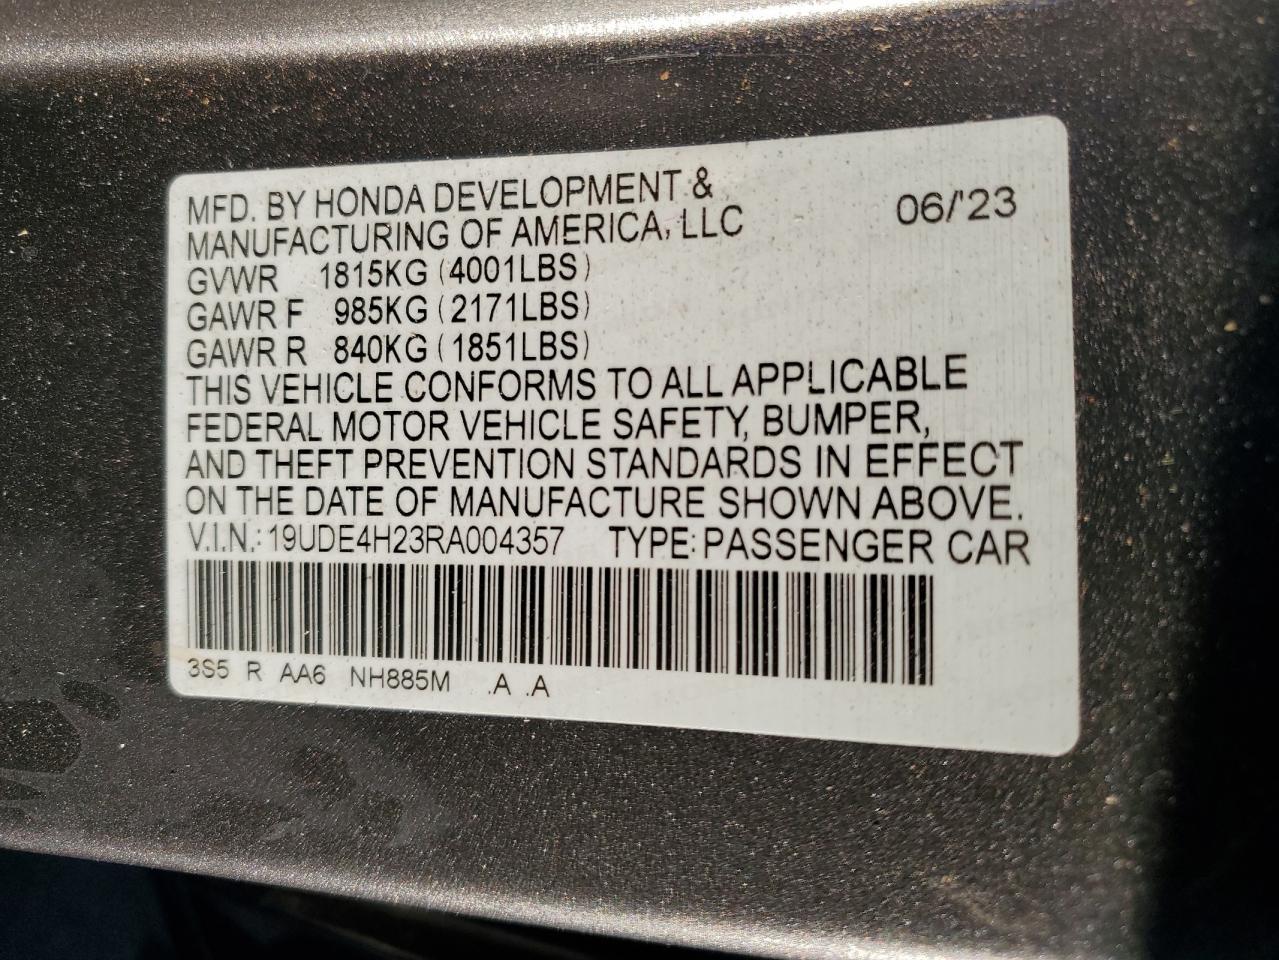 MFD. BY HONDA DEVELOPMENT &
MANUFACTURING OF AMERICA, LLC 06/'23
GVWR 1815KG (4001LBS)
GAWR F 985KG (2171LBS)
GAWR R 840KG (1851LBS)
THIS VEHICLE CONFORMS TO ALL APPLICABLE
FEDERAL MOTOR VEHICLE SAFETY, BUMPER,
AND THEFT PREVENTION STANDARDS IN EFFECT
ON THE DATE OF MANUFACTURE SHOWN ABOVE.
V.I.N.: 19UDE4H23RA004357 TYPE: PASSENGER CAR
3S5 R AA6 NH885M .A .A